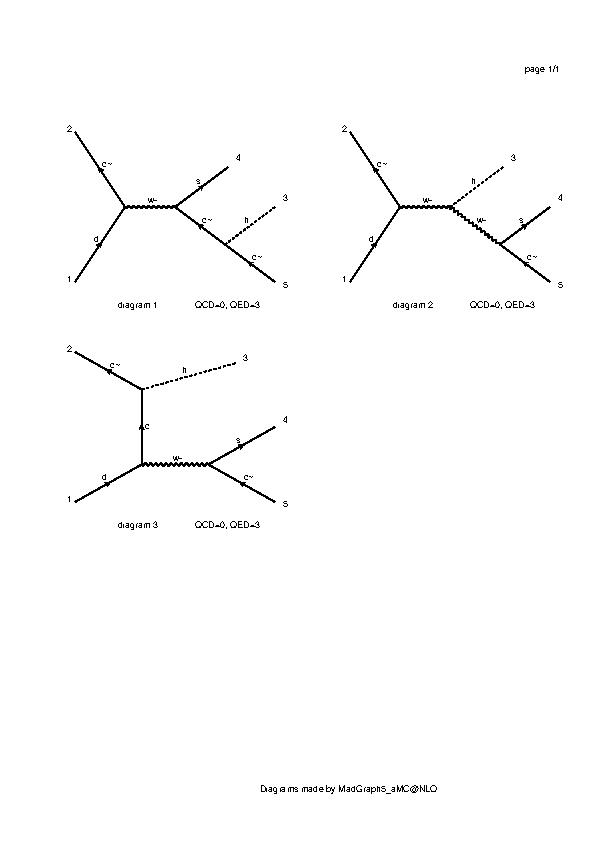 page 1/1
2
c~
w-
s
4
3
h
c~
d
c~
1
5
diagram 1 QCD=0, QED=3
2
c~
h
3
w-
w-
s
4
d
c~
1
5
diagram 2 QCD=0, QED=3
2
c~
h
3
c
s
4
w-
d
c~
1
5
diagram 3 QCD=0, QED=3
Diagrams made by MadGraph5_aMC@NLO